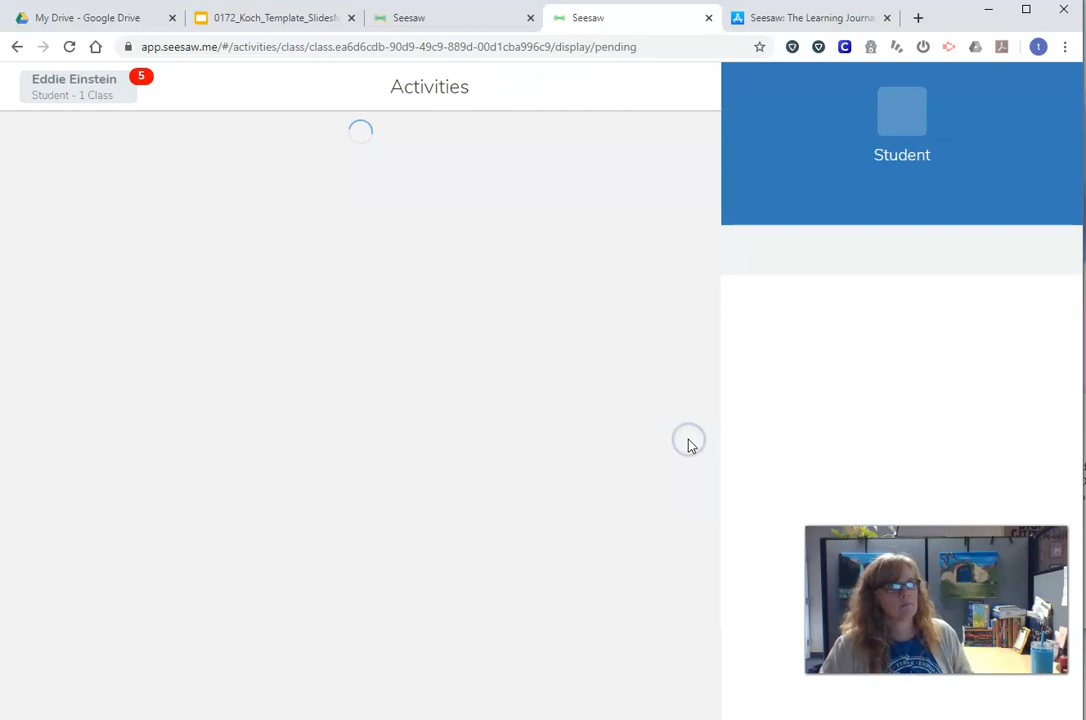 My Drive - Google Drive
0172_Koch_Template_Slides
Seesaw
Seesaw
Seesaw: The Learning Journa
app.seesaw.me/#/activities/class/class.ea6d6cdb-90d9-49c9-889d-00d1cba996c9/display/pending
t
Eddie Einstein
5
Student - 1 Class
Activities
Student